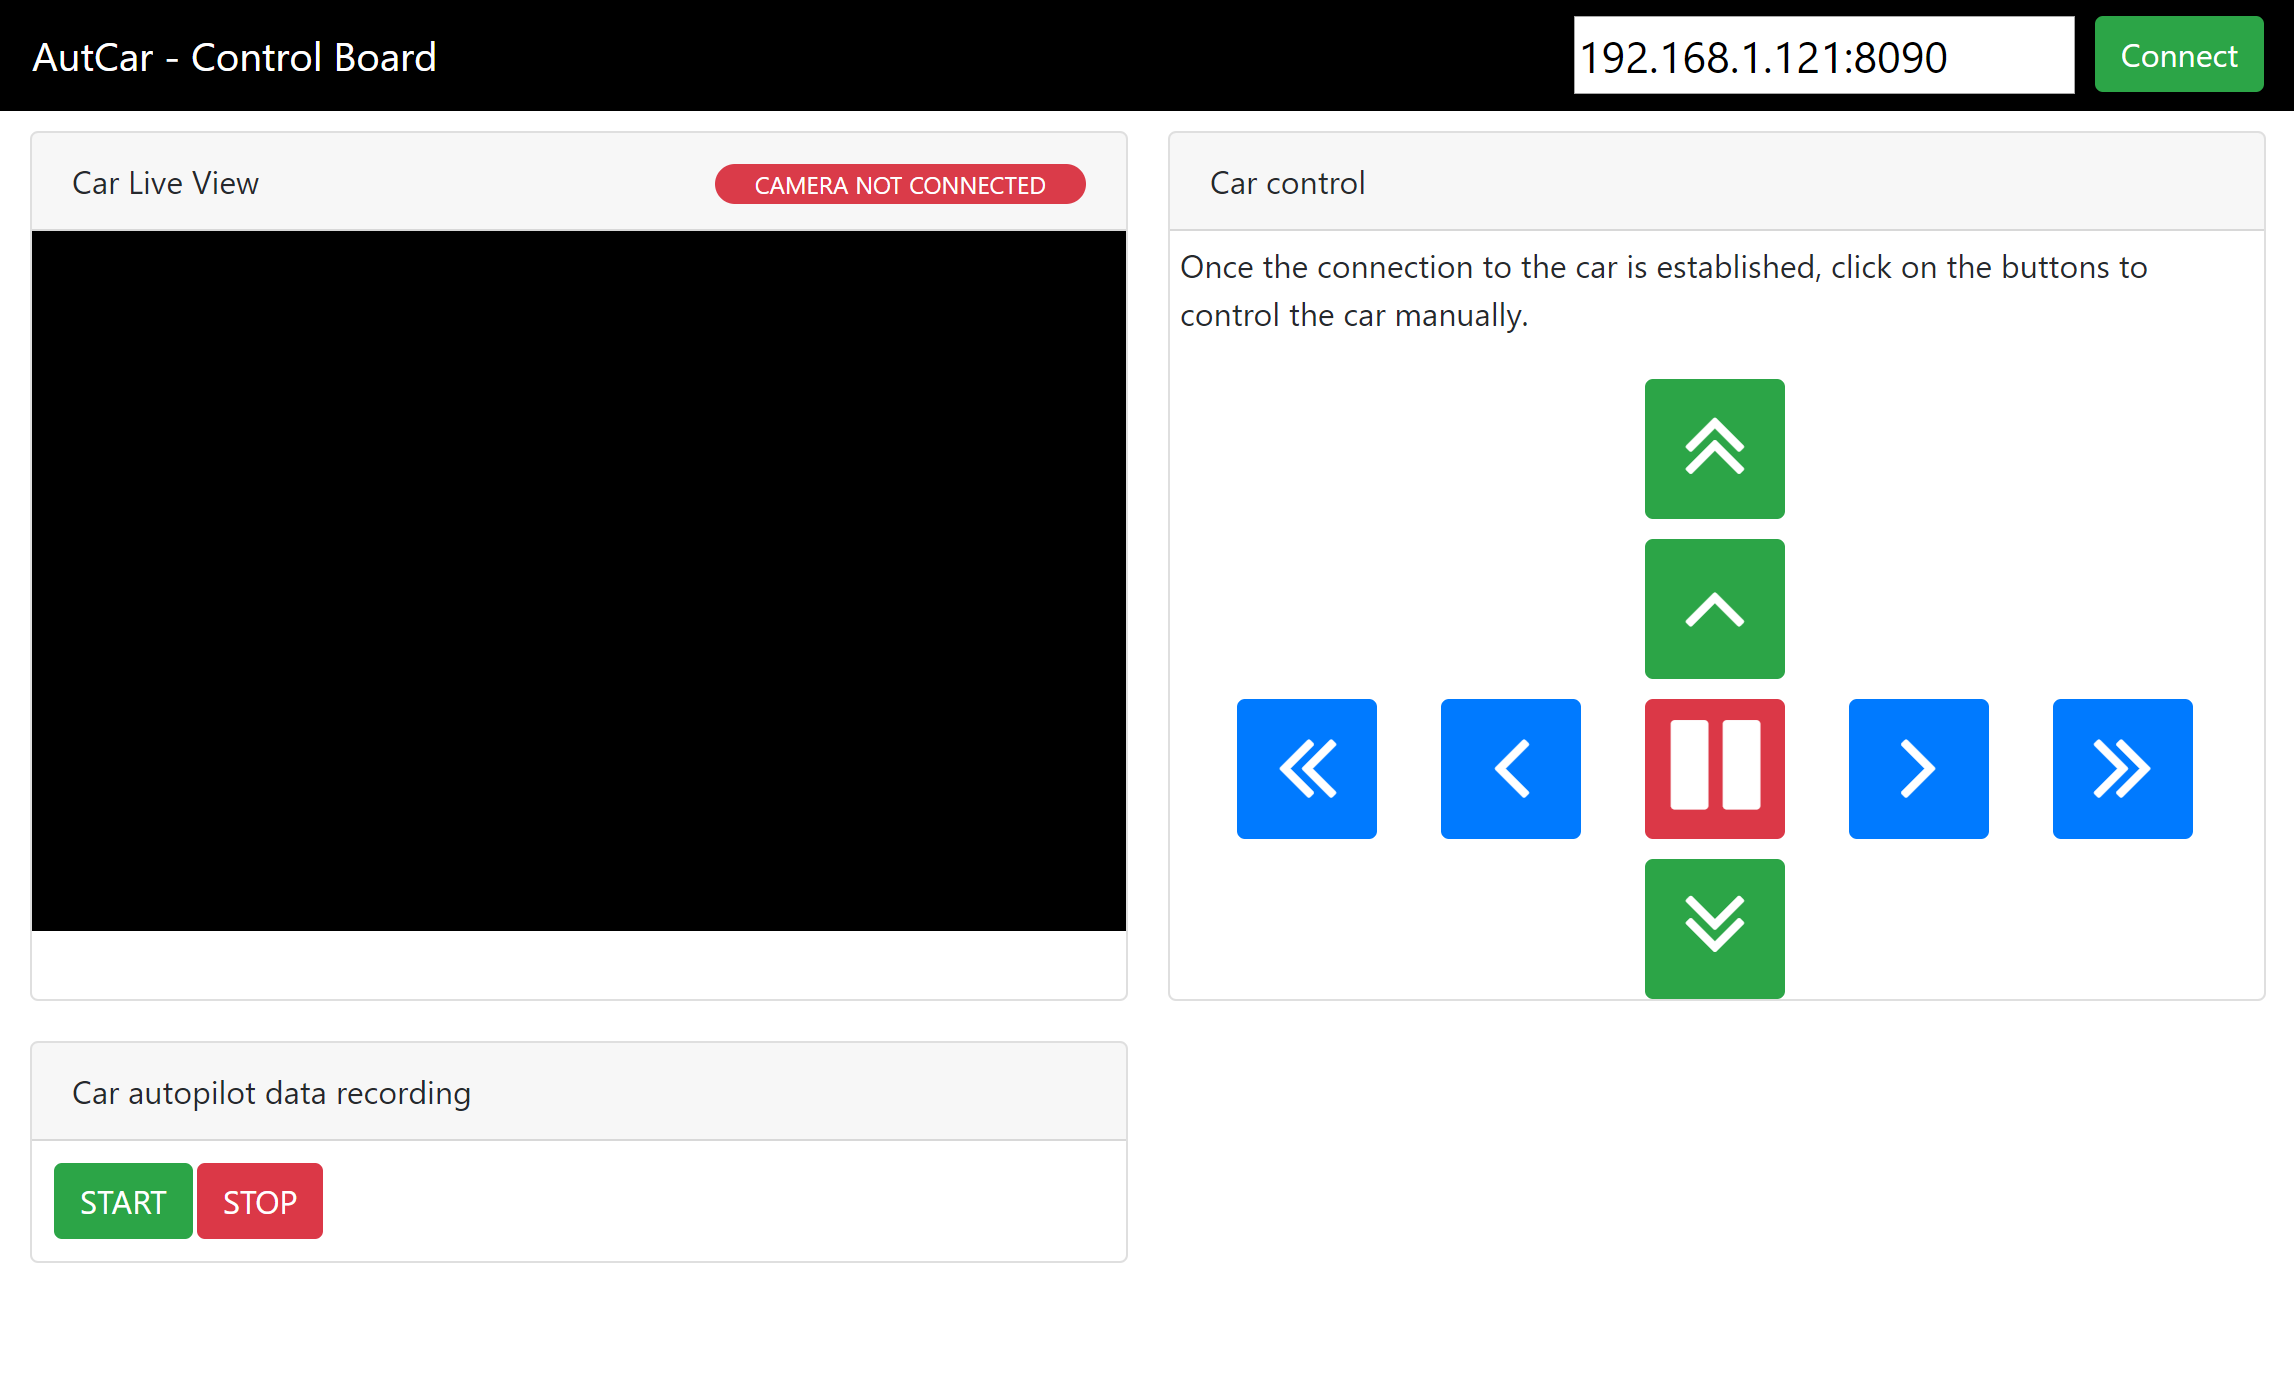 AutCar - Control Board
192.168.1.121:8090
Connect
Car Live View
CAMERA NOT CONNECTED
Car control
Once the connection to the car is established, click on the buttons to
control the car manually.
Car autopilot data recording
START
STOP